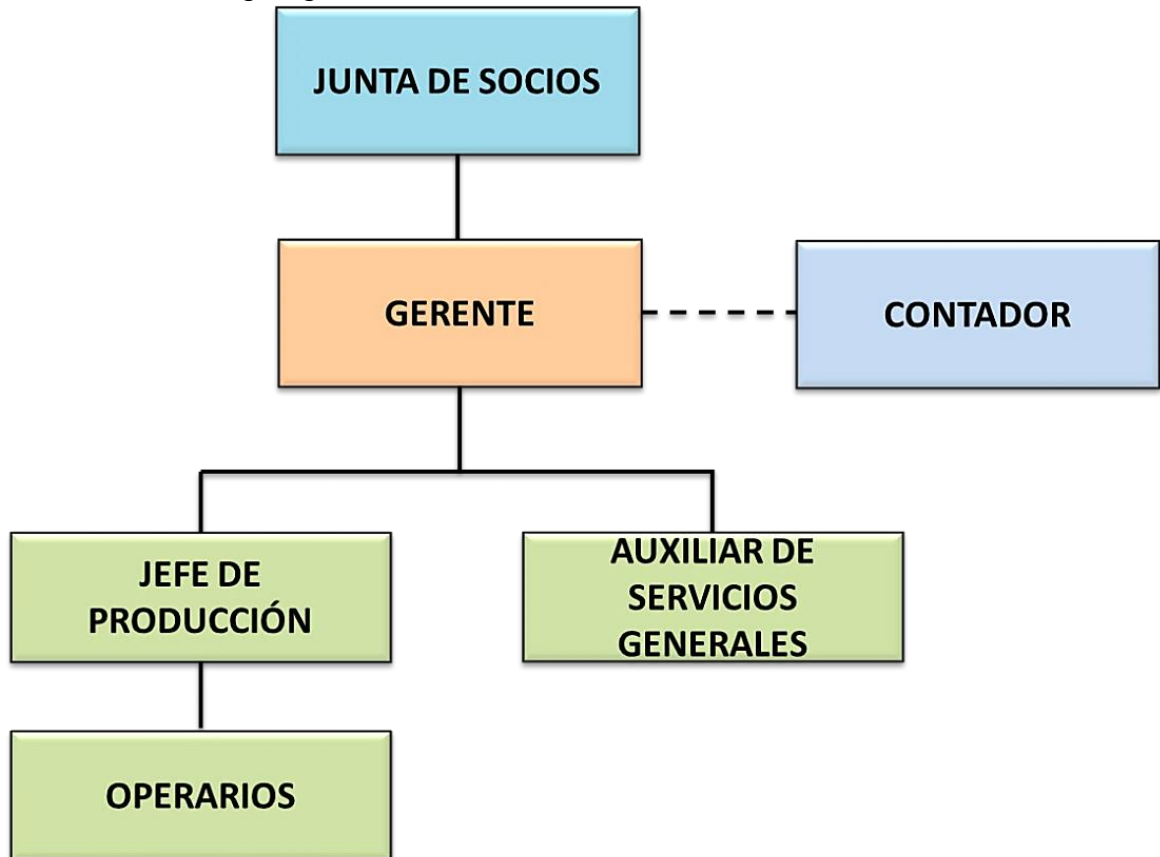 JUNTA DE SOCIOS
GERENTE
CONTADOR
JEFE DE
PRODUCCIÓN
AUXILIAR DE
SERVICIOS
GENERALES
OPERARIOS